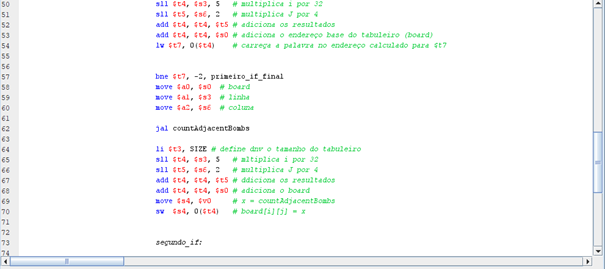 50 sll $t4, $s3, 5 # multiplica i por 32
51 sll $t5, $s6, 2 # multiplica J por 4
52 add $t4, $t4, $t5 # adiciona os resultados
53 add $t4, $t4, $s0 # adiciona o endereço base do tabuleiro (board)
54 lw $t7, 0($t4) # carreça a palavra no endereço calculado para $t7
55
56
57 bne $t7, -2, primeiro_if_final
58 move $a0, $s0 # board
59 move $a1, $s3 # linha
60 move $a2, $s6 # coluna
61
62 jal countAdjacentBombs
63
64 li $t3, SIZE # define dnv o tamanho do tabuleiro
65 sll $t4, $s3, 5 # mltiplica i por 32
66 sll $t5, $s6, 2 # multiplica J por 4
67 add $t4, $t4, $t5 # ddiciona os resultados
68 add $t4, $t4, $s0 # adiciona o board
69 move $s4, $v0 # x = countAdjacentBombs
70 sw $s4, 0($t4) # board[i][j] = x
71
72
73 segundo_if:
74